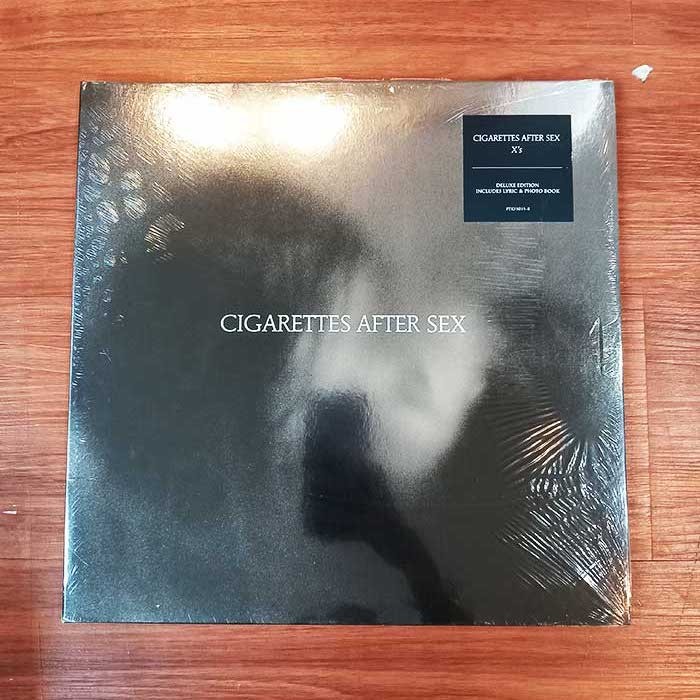 CIGARETTES AFTER SEX
X's
DELUXE EDITION
INCLUDES LYRIC & PHOTO BOOK
CIGARETTES AFTER SEX